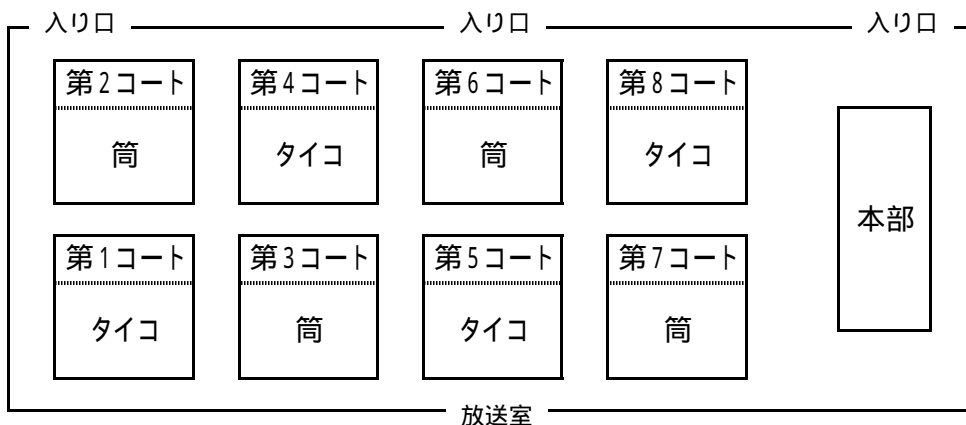 入り口 入り口 入り口
第2コート 第4コート 第6コート 第8コート
筒 タイコ 筒 タイコ
本部
第1コート 第3コート 第5コート 第7コート
タイコ 筒 タイコ 筒
放送室